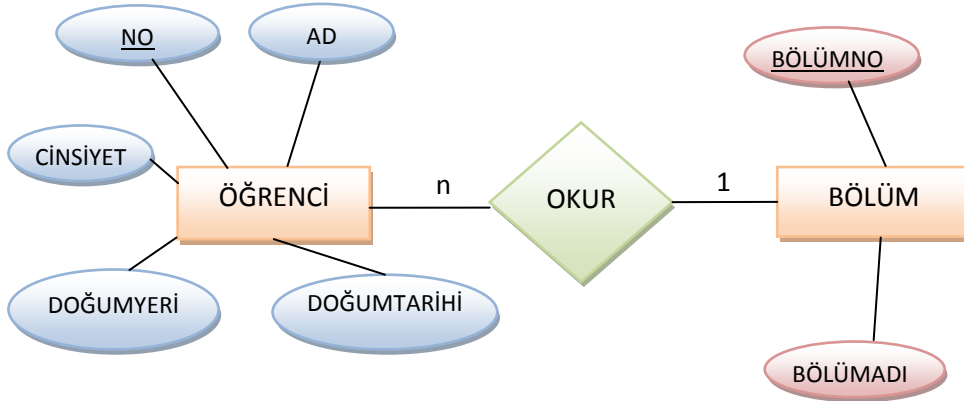 NO
AD
BÖLÜMNO
CİNSİYET
ÖĞRENCİ
n
OKUR
1
BÖLÜM
DOĞUMYERİ
DOĞUMTARİHİ
BÖLÜMADI